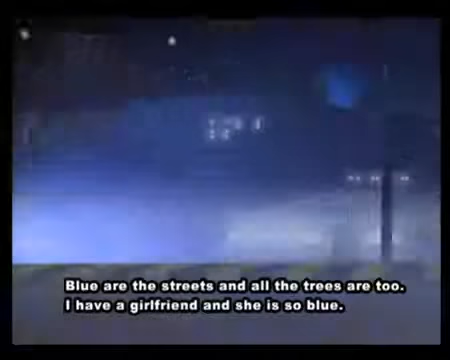 Blue are the streets and all the trees are too.
I have a girlfriend and she is so blue.